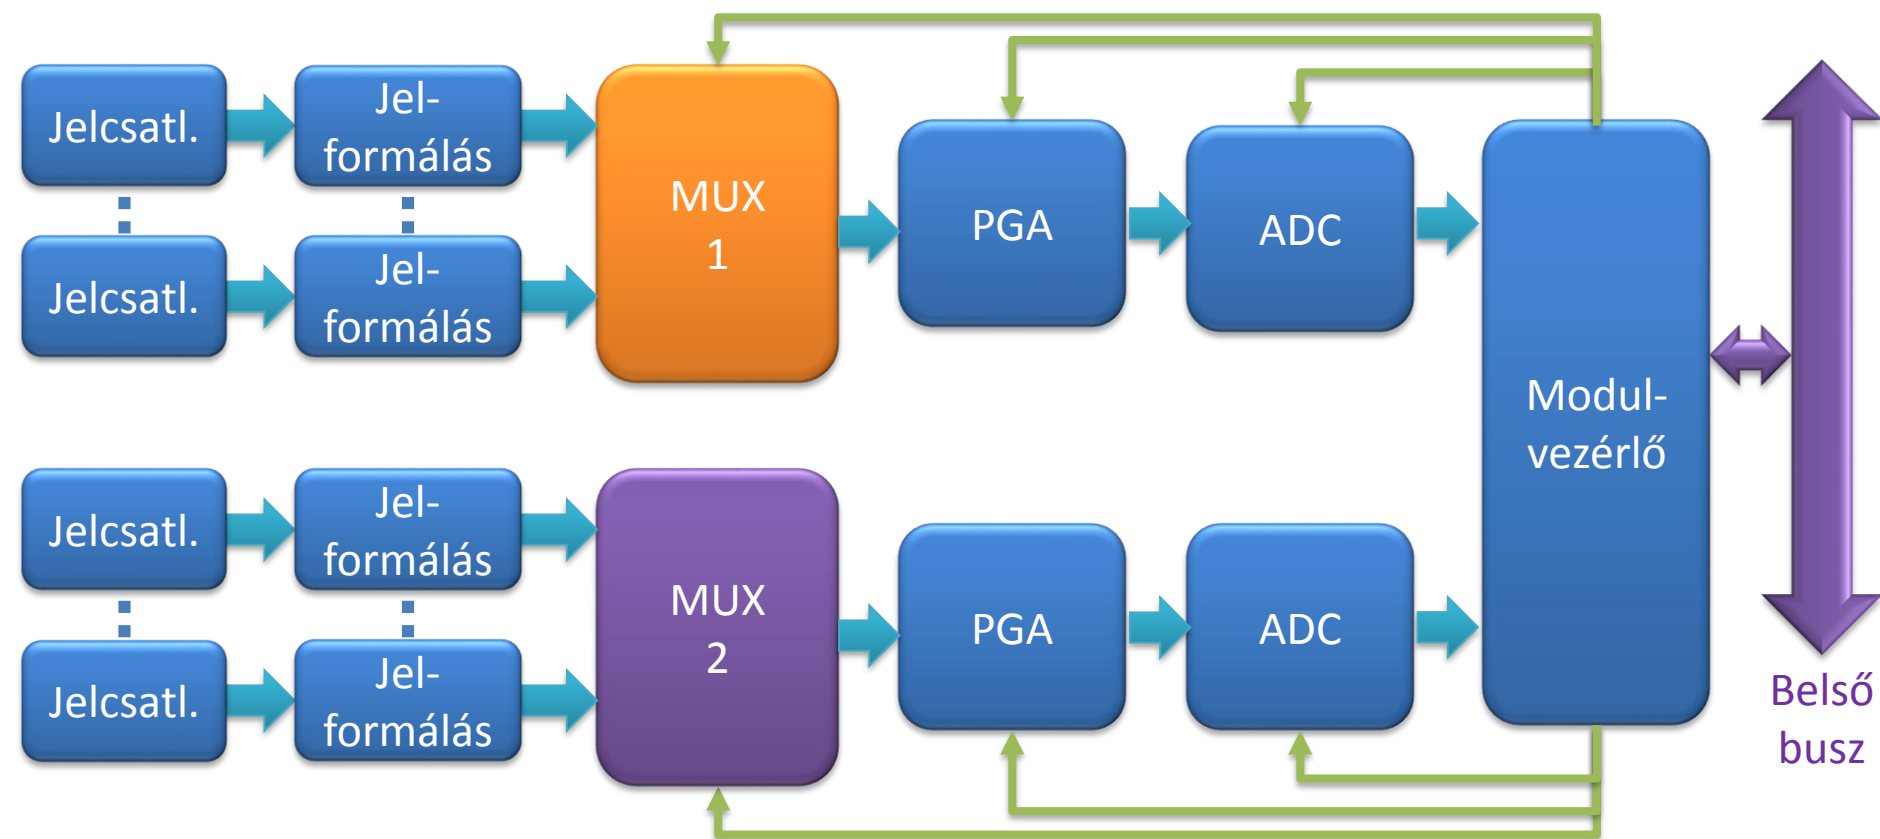 Jelcsatl.
Jel-
formálás
Jelcsatl.
Jel-
formálás
MUX
1
PGA
ADC
Modul-
vezérlő
Jelcsatl.
Jel-
formálás
Jelcsatl.
Jel-
formálás
MUX
2
PGA
ADC
Belső
busz